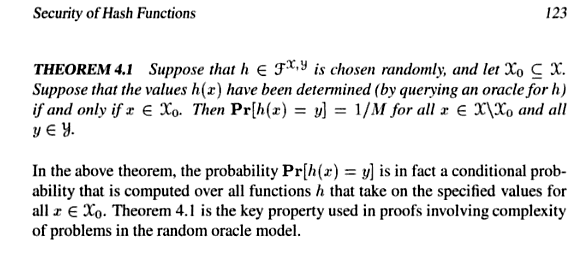 Security of Hash Functions 123
THEOREM 4.1 Suppose that h ∈ ℱ^{𝒳,𝒴} is chosen randomly, and let 𝒳₀ ⊆ 𝒳.
Suppose that the values h(x) have been determined (by querying an oracle for h)
if and only if x ∈ 𝒳₀. Then Pr[h(x) = y] = 1/M for all x ∈ 𝒳\𝒳₀ and all
y ∈ 𝒴.
In the above theorem, the probability Pr[h(x) = y] is in fact a conditional prob-
ability that is computed over all functions h that take on the specified values for
all x ∈ 𝒳₀. Theorem 4.1 is the key property used in proofs involving complexity
of problems in the random oracle model.